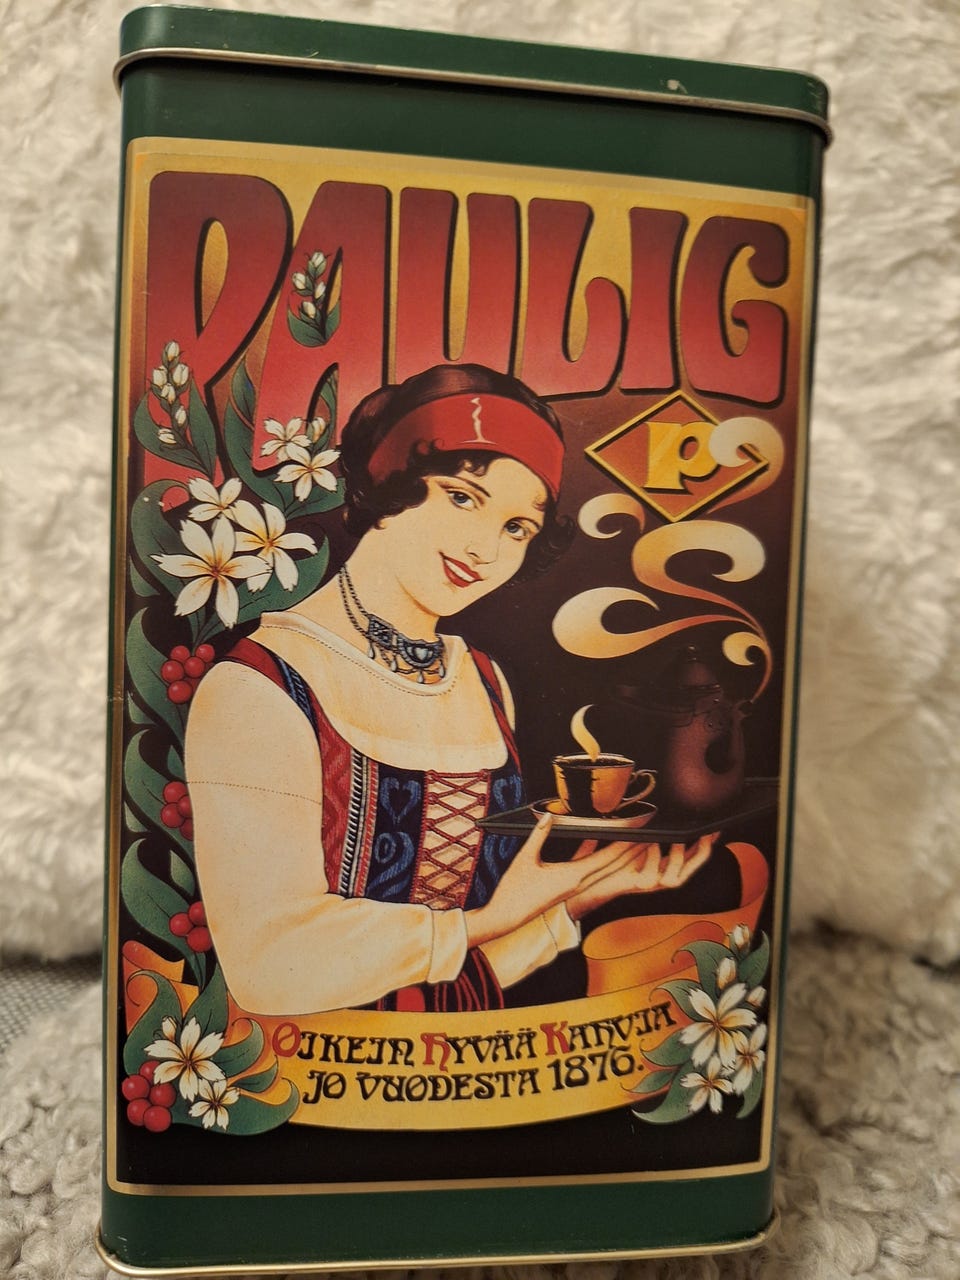 PAULIG
P
OIKEIN HYVÄÄ KAHVIA
JO VUODESTA 1876.